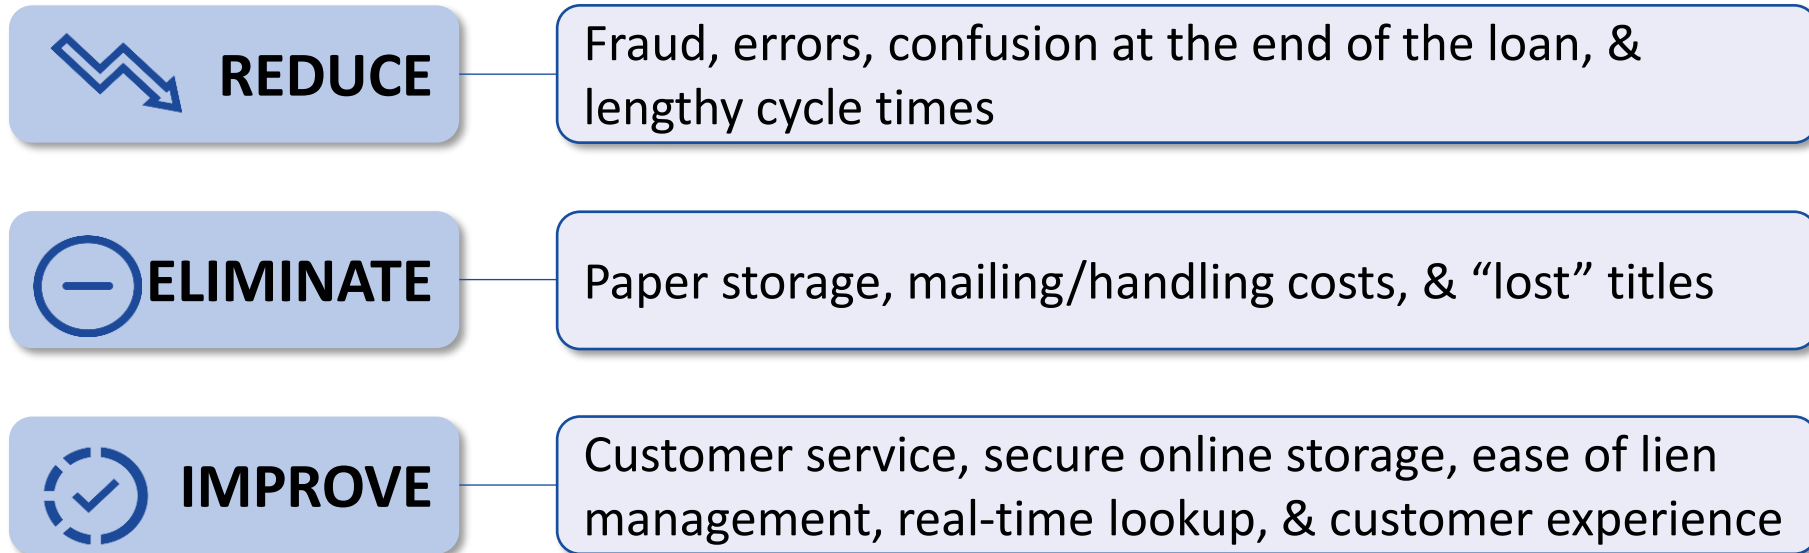 REDUCE
Fraud, errors, confusion at the end of the loan, &
lengthy cycle times
ELIMINATE
Paper storage, mailing/handling costs, & “lost” titles
IMPROVE
Customer service, secure online storage, ease of lien
management, real-time lookup, & customer experience